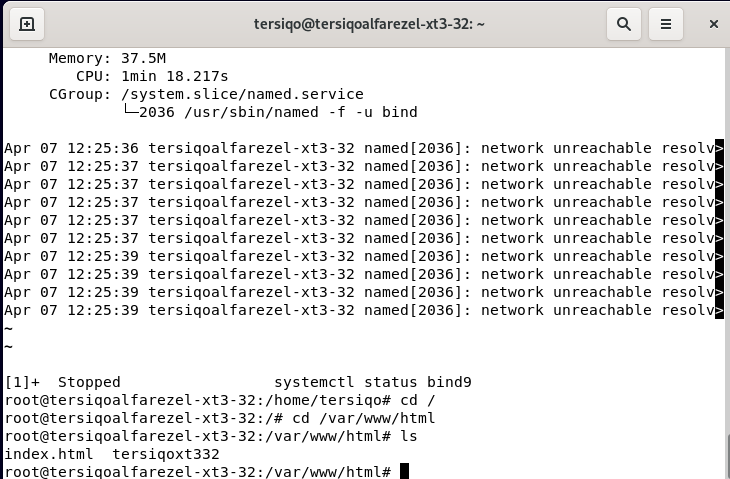 tersiqo@tersiqoalfarezel-xt3-32: ~
Memory: 37.5M
CPU: 1min 18.217s
CGroup: /system.slice/named.service
└─2036 /usr/sbin/named -f -u bind
Apr 07 12:25:36 tersiqoalfarezel-xt3-32 named[2036]: network unreachable resolv>
Apr 07 12:25:37 tersiqoalfarezel-xt3-32 named[2036]: network unreachable resolv>
Apr 07 12:25:37 tersiqoalfarezel-xt3-32 named[2036]: network unreachable resolv>
Apr 07 12:25:37 tersiqoalfarezel-xt3-32 named[2036]: network unreachable resolv>
Apr 07 12:25:37 tersiqoalfarezel-xt3-32 named[2036]: network unreachable resolv>
Apr 07 12:25:37 tersiqoalfarezel-xt3-32 named[2036]: network unreachable resolv>
Apr 07 12:25:39 tersiqoalfarezel-xt3-32 named[2036]: network unreachable resolv>
Apr 07 12:25:39 tersiqoalfarezel-xt3-32 named[2036]: network unreachable resolv>
Apr 07 12:25:39 tersiqoalfarezel-xt3-32 named[2036]: network unreachable resolv>
Apr 07 12:25:39 tersiqoalfarezel-xt3-32 named[2036]: network unreachable resolv>
~
~
[1]+  Stopped                 systemctl status bind9
root@tersiqoalfarezel-xt3-32:/home/tersiqo# cd /
root@tersiqoalfarezel-xt3-32:/# cd /var/www/html
root@tersiqoalfarezel-xt3-32:/var/www/html# ls
index.html  tersiqoxt332
root@tersiqoalfarezel-xt3-32:/var/www/html#